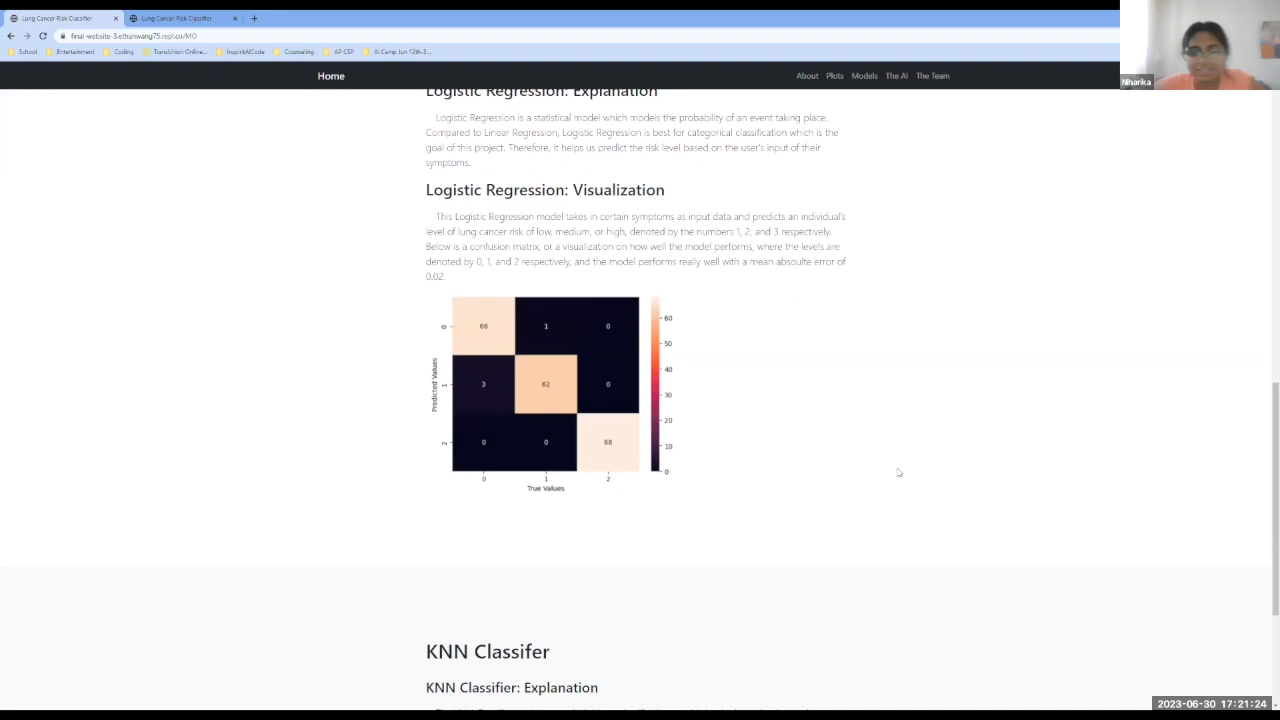 Lung Cancer Risk Classifier
Lung Cancer Risk Classifier
final-website-3.ethanwang75.repl.co/MO
School Entertainment Coding TransUnion Online... InspiritAICode Counseling AP CSP AI Camp Jun 12th-3...
Home About Plots Models The AI The Team
Niharika
Logistic Regression: Explanation
Logistic Regression is a statistical model which models the probability of an event taking place.
Compared to Linear Regression, Logistic Regression is best for categorical classification which is the
goal of this project. Therefore, it helps us predict the risk level based on the user's input of their
symptoms.
Logistic Regression: Visualization
This Logistic Regression model takes in certain symptoms as input data and predicts an individual's
level of lung cancer risk of low, medium, or high, denoted by the numbers 1, 2, and 3 respectively.
Below is a confusion matrix, or a visualization on how well the model performs, where the levels are
denoted by 0, 1, and 2 respectively, and the model performs really well with a mean absoulte error of
0.02.
Predicted Values
0 66 1 0
1 3 62 0
2 0 0 68
0 1 2
True Values
60
50
40
30
20
10
0
KNN Classifer
KNN Classifier: Explanation
2023-06-30 17:21:24